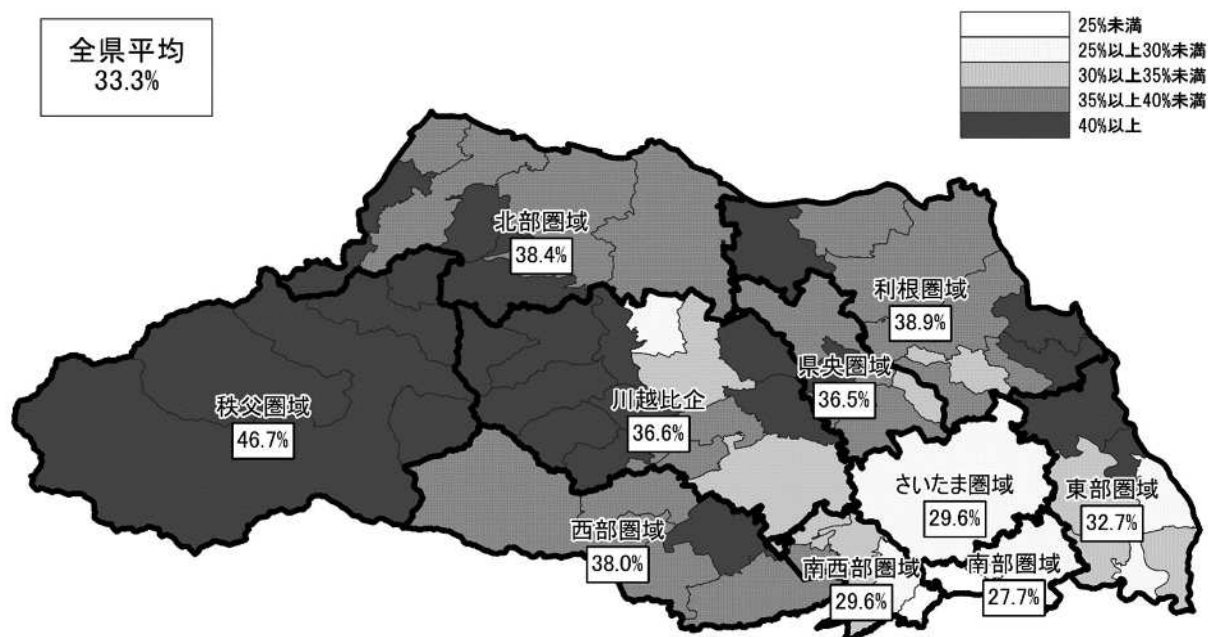 全県平均
33.3%
25%未満
25%以上30%未満
30%以上35%未満
35%以上40%未満
40%以上
北部圏域
38.4%
利根圏域
38.9%
県央圏域
36.5%
川越比企
36.6%
秩父圏域
46.7%
さいたま圏域
29.6%
東部圏域
32.7%
西部圏域
38.0%
南西部圏域
29.6%
南部圏域
27.7%